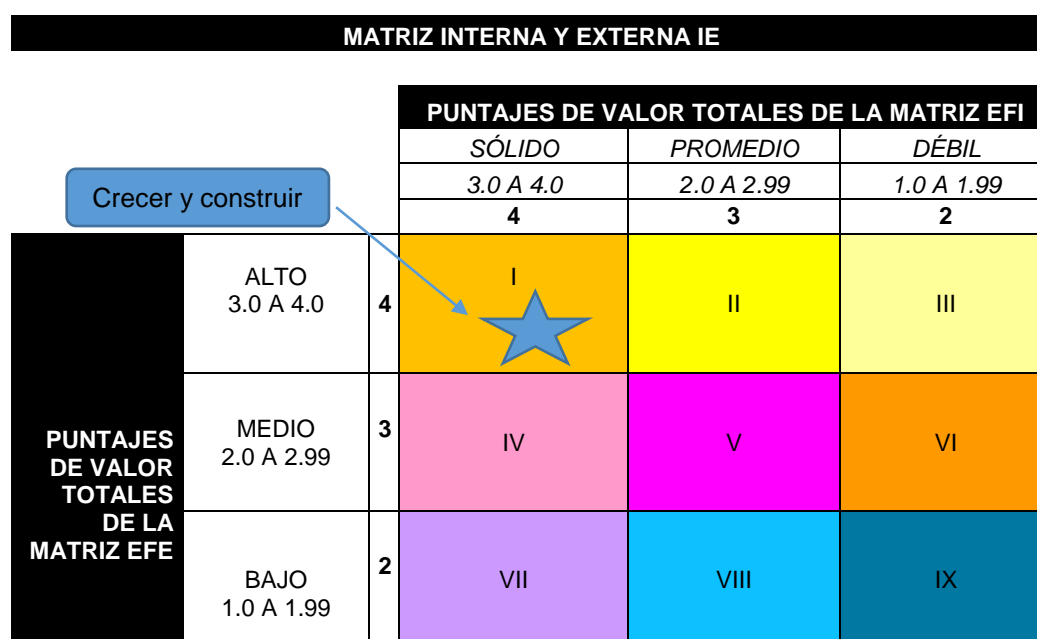 MATRIZ INTERNA Y EXTERNA IE
PUNTAJES DE VALOR TOTALES DE LA MATRIZ EFI
SÓLIDO PROMEDIO DÉBIL
3.0 A 4.0 2.0 A 2.99 1.0 A 1.99
4 3 2
Crecer y construir
ALTO
3.0 A 4.0
4
I
II
III
PUNTAJES
DE VALOR
TOTALES
DE LA
MATRIZ EFE
MEDIO
2.0 A 2.99
3
IV
V
VI
BAJO
1.0 A 1.99
2
VII
VIII
IX